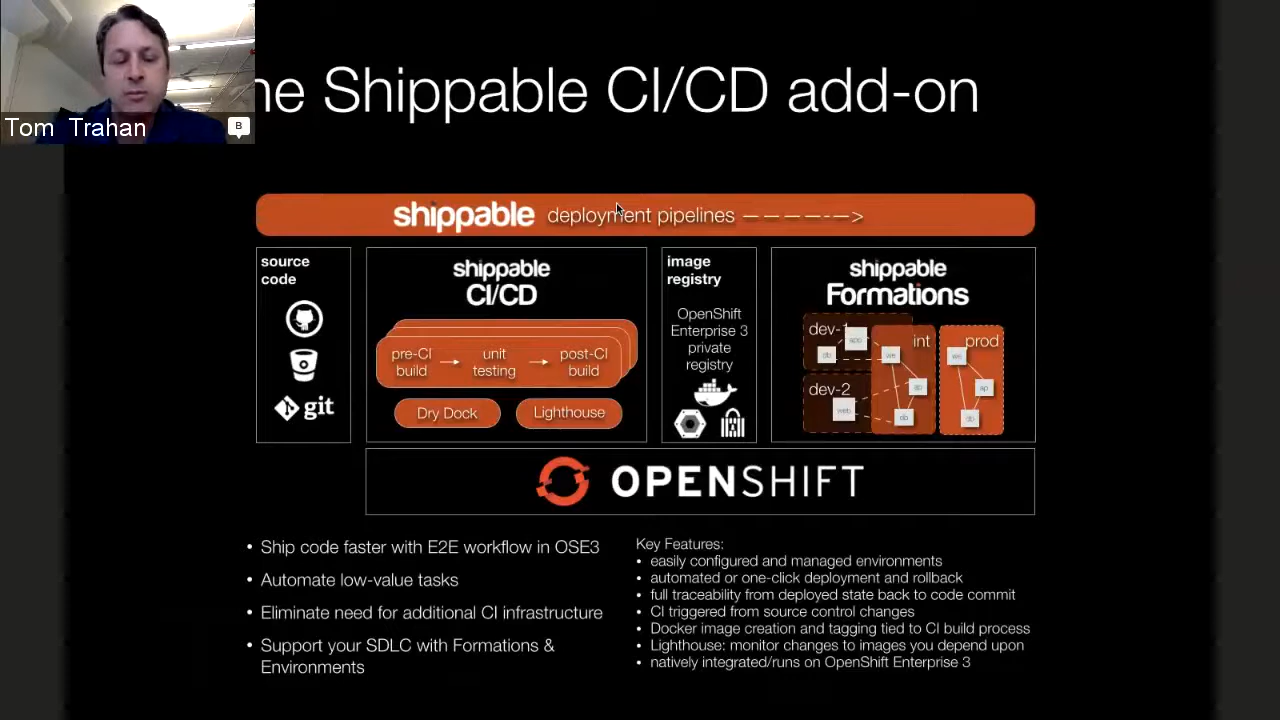 ne Shippable CI/CD add-on
Tom Trahan
B
shippable deployment pipelines — — — — - — >
source
code
git
shippable
CI/CD
pre-CI
build
unit
testing
post-CI
build
Dry Dock
Lighthouse
image
registry
OpenShift
Enterprise 3
private
registry
shippable
Formations
dev-1
int
prod
dev-2
web
db
OPENSHIFT
• Ship code faster with E2E workflow in OSE3
• Automate low-value tasks
• Eliminate need for additional CI infrastructure
• Support your SDLC with Formations &
Environments
Key Features:
• easily configured and managed environments
• automated or one-click deployment and rollback
• full traceability from deployed state back to code commit
• CI triggered from source control changes
• Docker image creation and tagging tied to CI build process
• Lighthouse: monitor changes to images you depend upon
• natively integrated/runs on OpenShift Enterprise 3